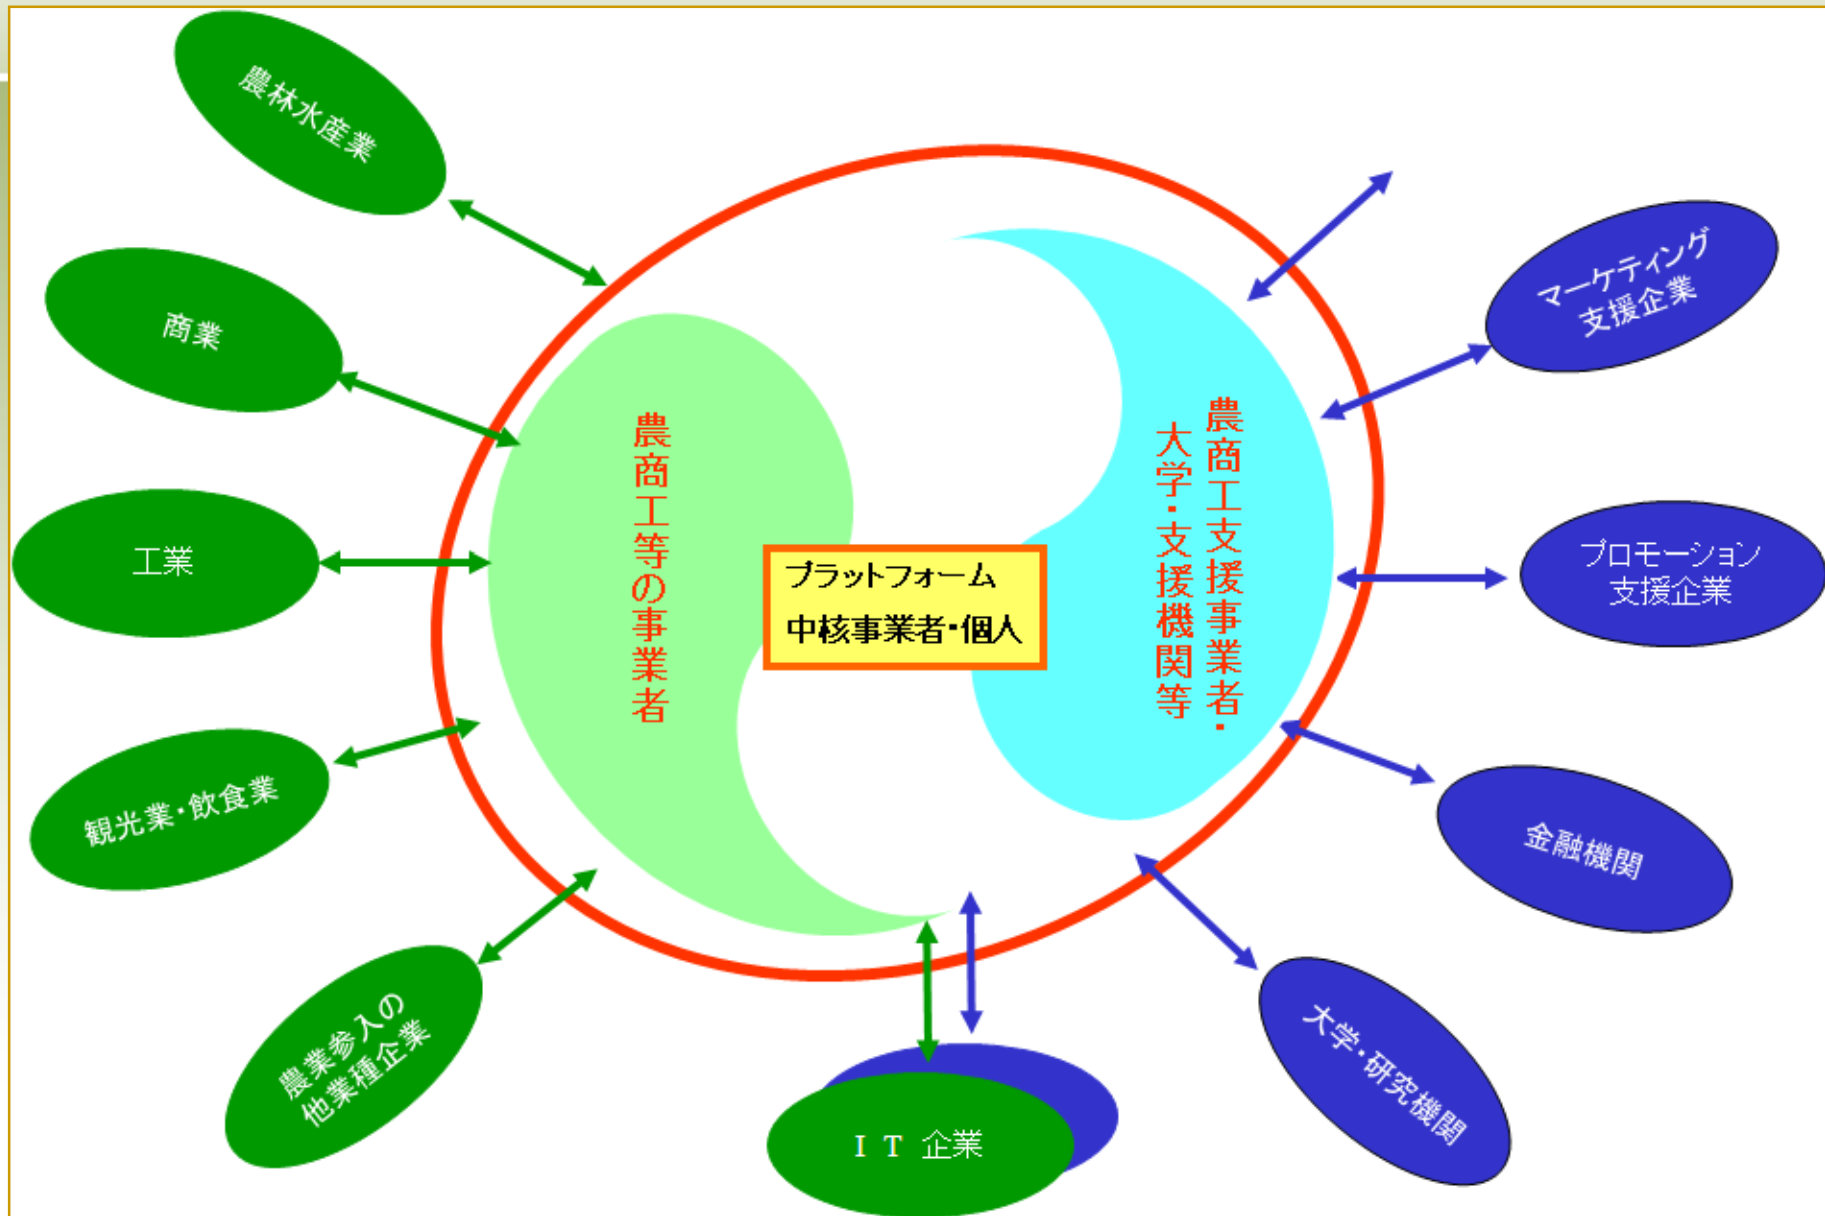 農林水産業
商業
工業
観光業・飲食業
農業参入の
他業種企業
農商工等の事業者
プラットフォーム
中核事業者・個人
農商工支援事業者・
大学・支援機関等
マーケティング
支援企業
プロモーション
支援企業
金融機関
大学・研究機関
ＩＴ 企業